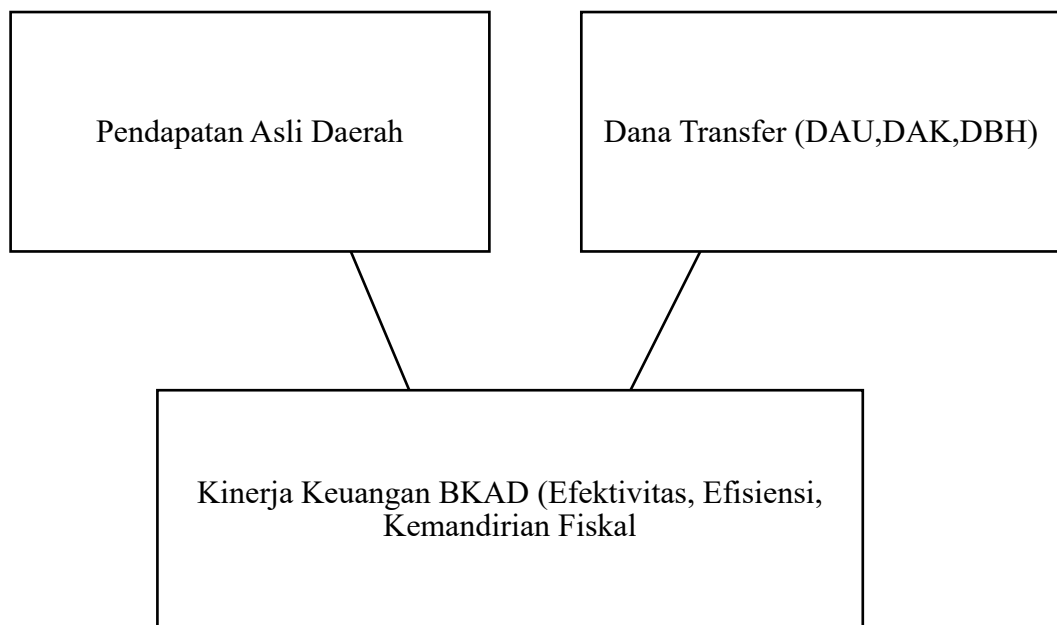 Pendapatan Asli Daerah
Dana Transfer (DAU,DAK,DBH)
Kinerja Keuangan BKAD (Efektivitas, Efisiensi,
Kemandirian Fiskal